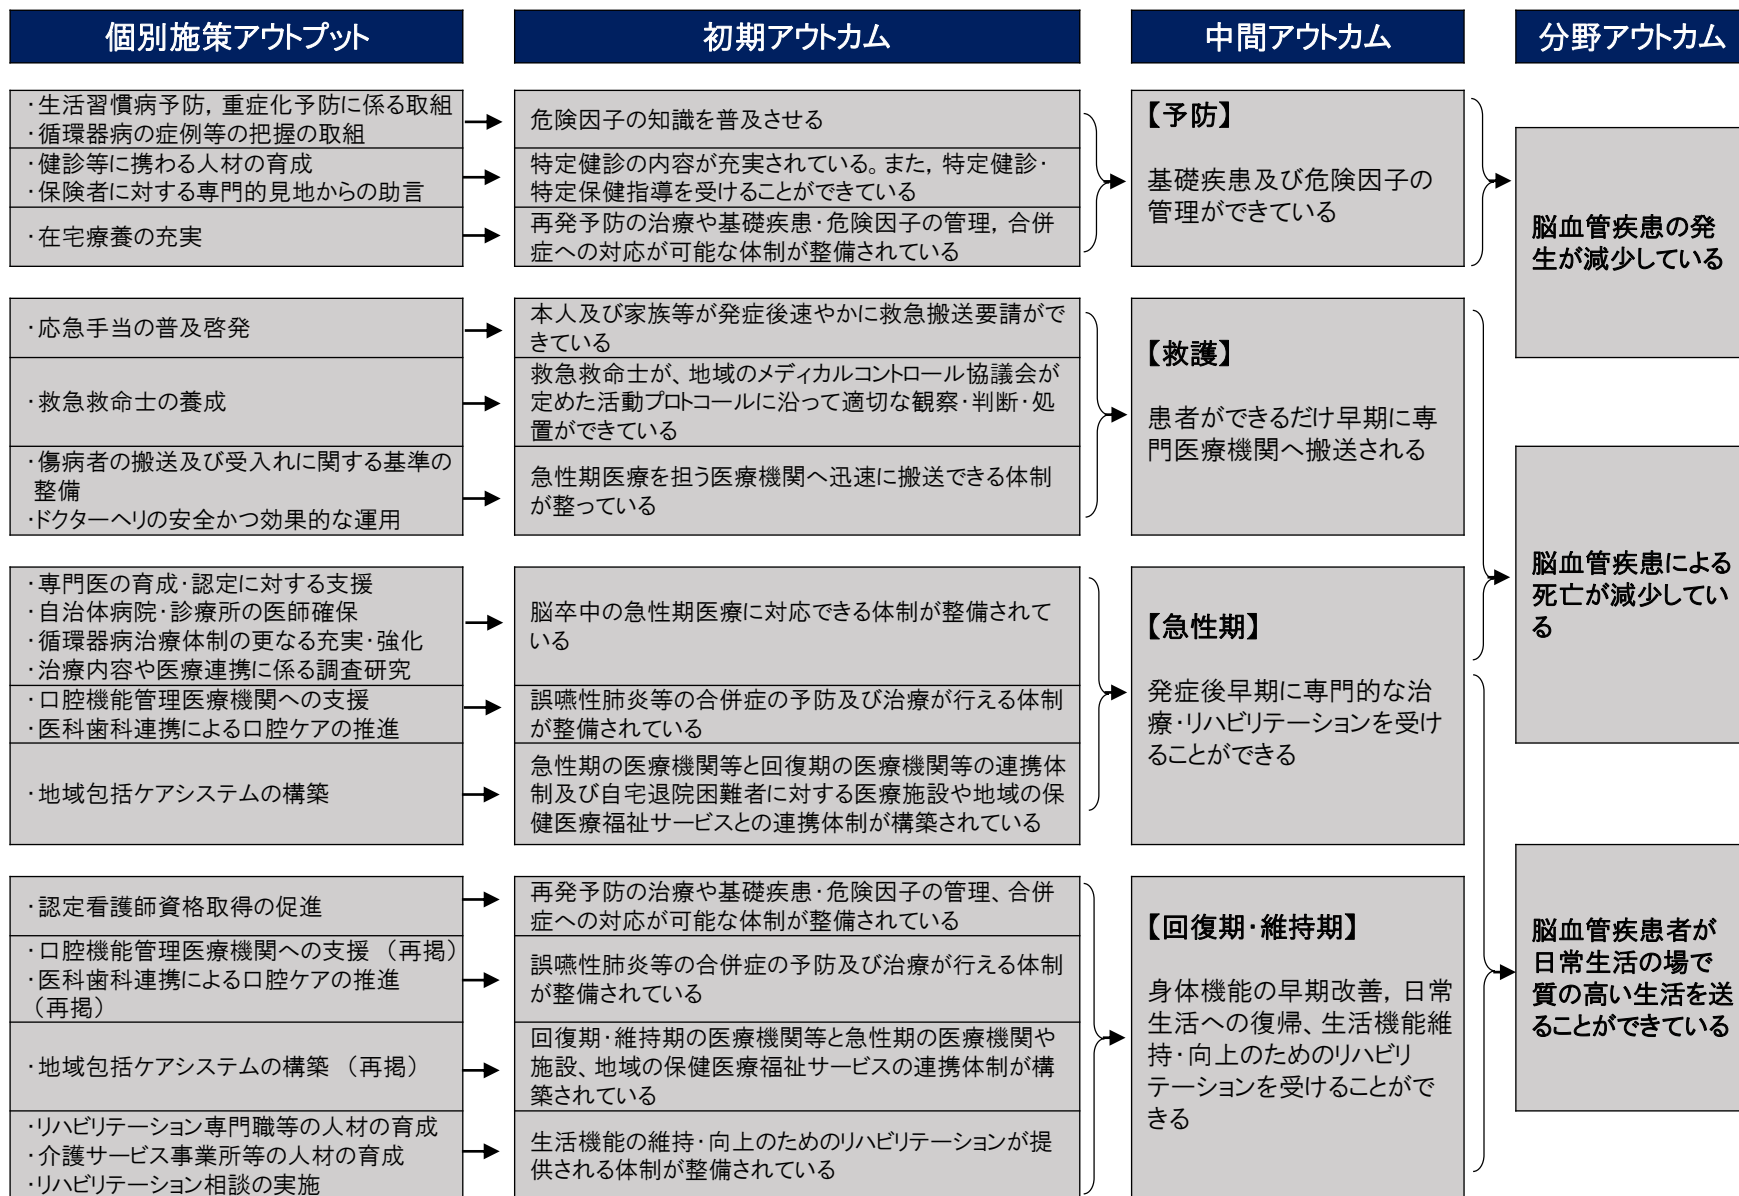 個別施策アウトプット
初期アウトカム
中間アウトカム
分野アウトカム
・生活習慣病予防，重症化予防に係る取組
・循環器病の症例等の把握の取組
危険因子の知識を普及させる
・健診等に携わる人材の育成
・保険者に対する専門的見地からの助言
特定健診の内容が充実されている。また，特定健診・
特定保健指導を受けることができている
・在宅療養の充実
再発予防の治療や基礎疾患・危険因子の管理，合併
症への対応が可能な体制が整備されている
【予防】
基礎疾患及び危険因子の
管理ができている
脳血管疾患の発
生が減少している
・応急手当の普及啓発
本人及び家族等が発症後速やかに救急搬送要請がで
きている
・救急救命士の養成
救急救命士が、地域のメディカルコントロール協議会が
定めた活動プロトコールに沿って適切な観察・判断・処
置ができている
・傷病者の搬送及び受入れに関する基準の
整備
・ドクターヘリの安全かつ効果的な運用
急性期医療を担う医療機関へ迅速に搬送できる体制
が整っている
【救護】
患者ができるだけ早期に専
門医療機関へ搬送される
脳血管疾患による
死亡が減少してい
る
・専門医の育成・認定に対する支援
・自治体病院・診療所の医師確保
・循環器病治療体制の更なる充実・強化
・治療内容や医療連携に係る調査研究
脳卒中の急性期医療に対応できる体制が整備されて
いる
・口腔機能管理医療機関への支援
・医科歯科連携による口腔ケアの推進
誤嚥性肺炎等の合併症の予防及び治療が行える体制
が整備されている
・地域包括ケアシステムの構築
急性期の医療機関等と回復期の医療機関等の連携体
制及び自宅退院困難者に対する医療施設や地域の保
健医療福祉サービスとの連携体制が構築されている
【急性期】
発症後早期に専門的な治
療・リハビリテーションを受け
ることができる
・認定看護師資格取得の促進
再発予防の治療や基礎疾患・危険因子の管理、合併
症への対応が可能な体制が整備されている
・口腔機能管理医療機関への支援 （再掲）
・医科歯科連携による口腔ケアの推進
（再掲）
誤嚥性肺炎等の合併症の予防及び治療が行える体制
が整備されている
・地域包括ケアシステムの構築 （再掲）
回復期・維持期の医療機関等と急性期の医療機関や
施設、地域の保健医療福祉サービスの連携体制が構
築されている
・リハビリテーション専門職等の人材の育成
・介護サービス事業所等の人材の育成
・リハビリテーション相談の実施
生活機能の維持・向上のためのリハビリテーションが提
供される体制が整備されている
【回復期・維持期】
身体機能の早期改善，日常
生活への復帰、生活機能維
持・向上のためのリハビリ
テーションを受けることがで
きる
脳血管疾患者が
日常生活の場で
質の高い生活を送
ることができている